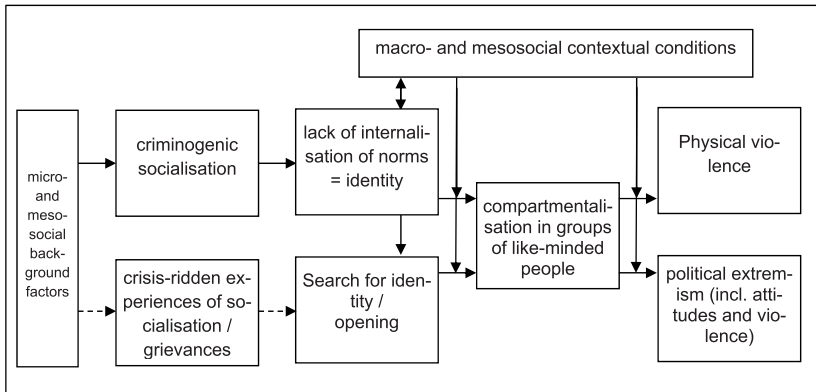 macro- and mesosocial contextual conditions
micro-
and
meso-
social
back-
ground
factors
criminogenic
socialisation
lack of internali-
sation of norms
= identity
compartmentali-
sation in groups
of like-minded
people
Physical vio-
lence
crisis-ridden ex-
periences of so-
cialisation /
grievances
Search for iden-
tity /
opening
political extrem-
ism (incl. atti-
tudes and vio-
lence)